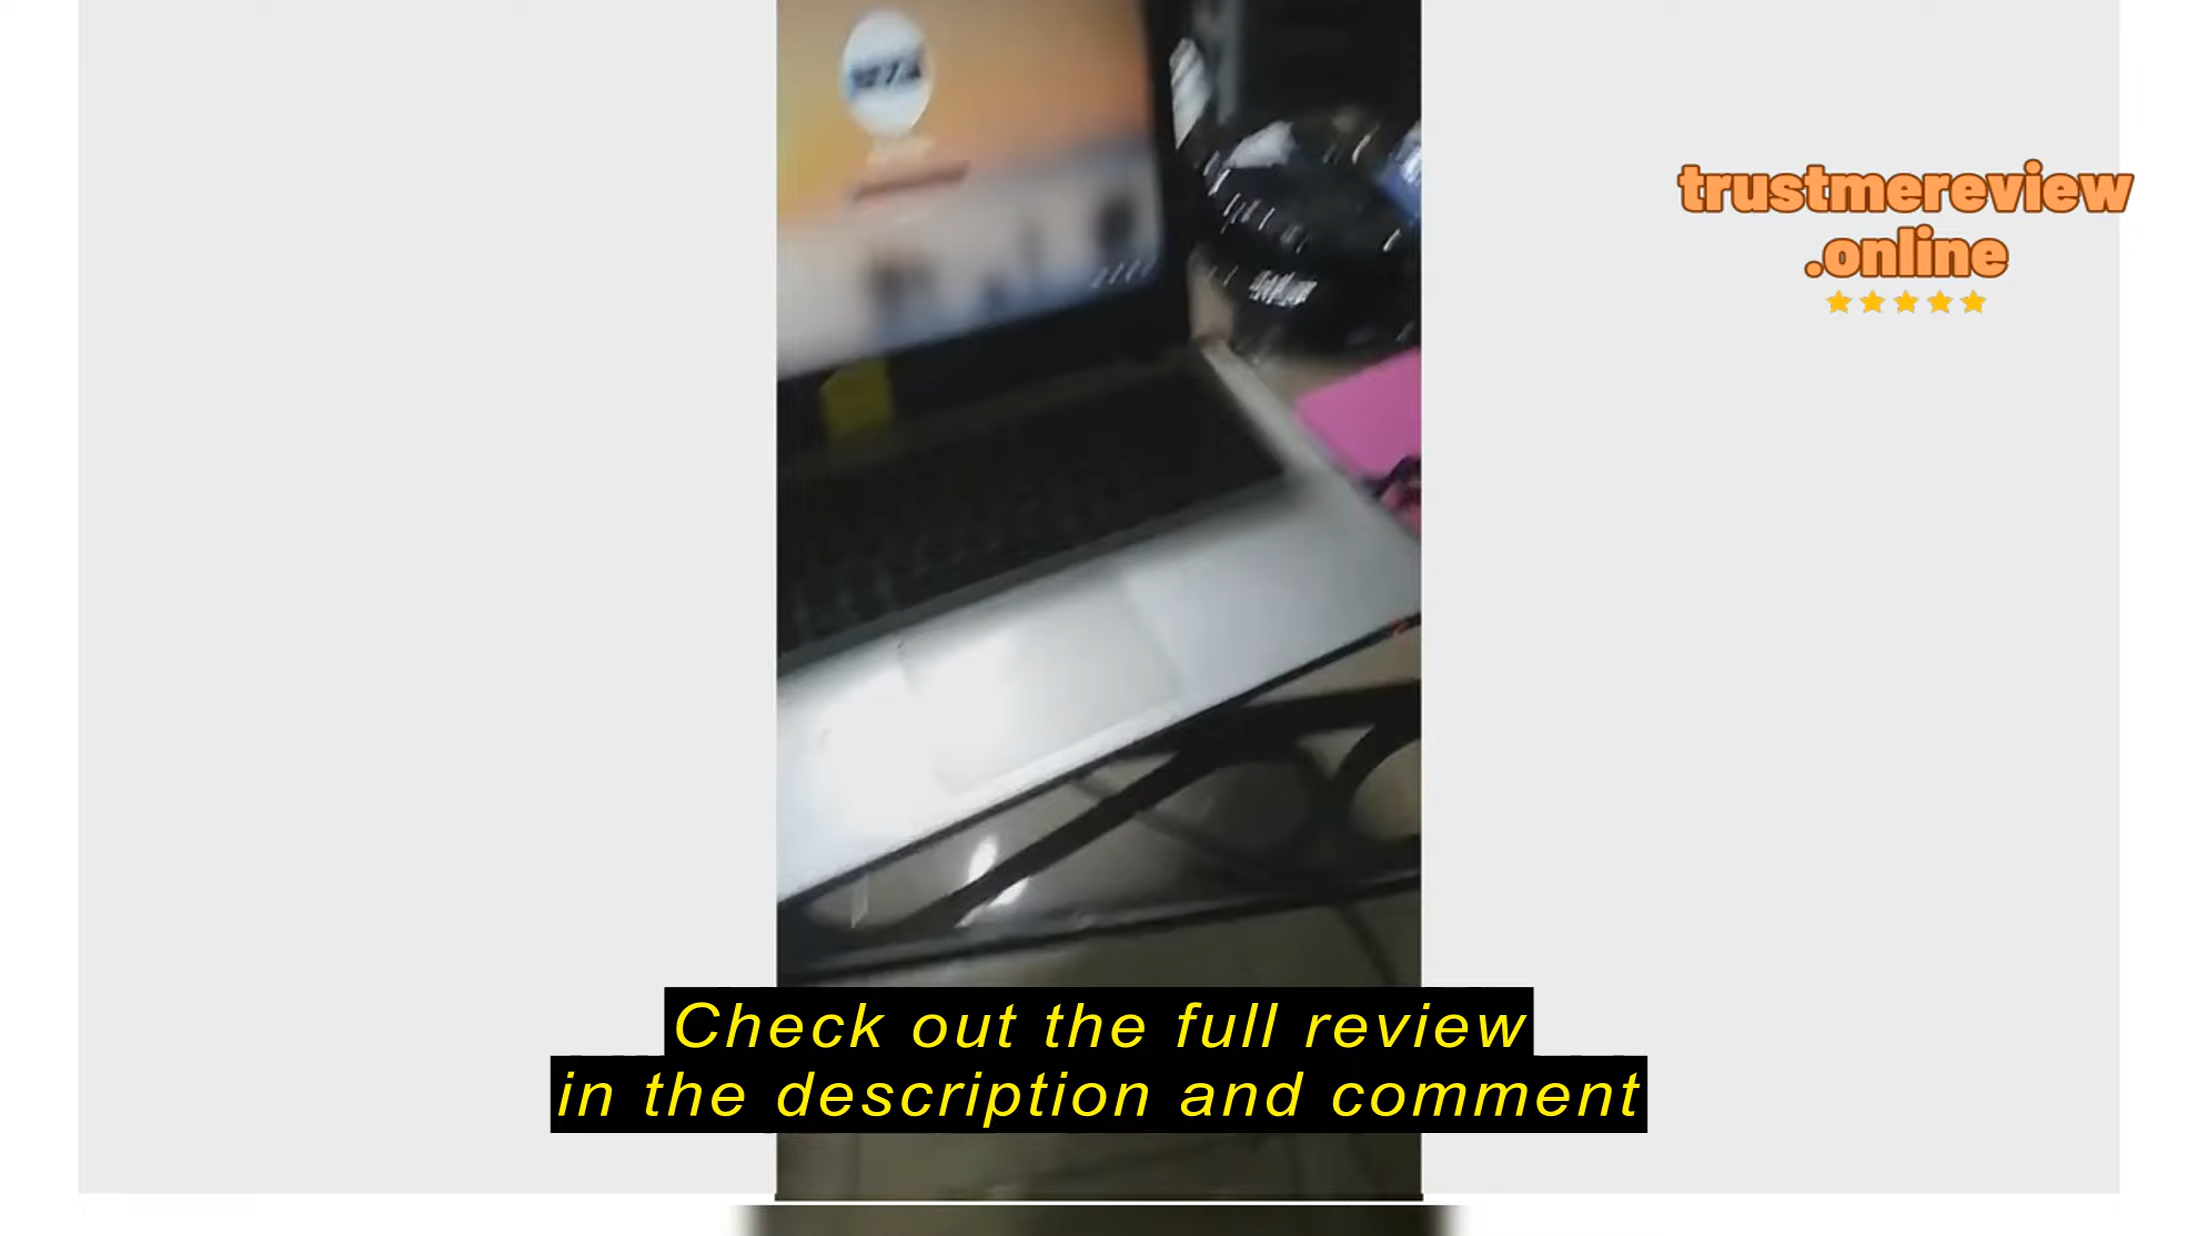 trustmereview
.online
Check out the full review
in the description and comment